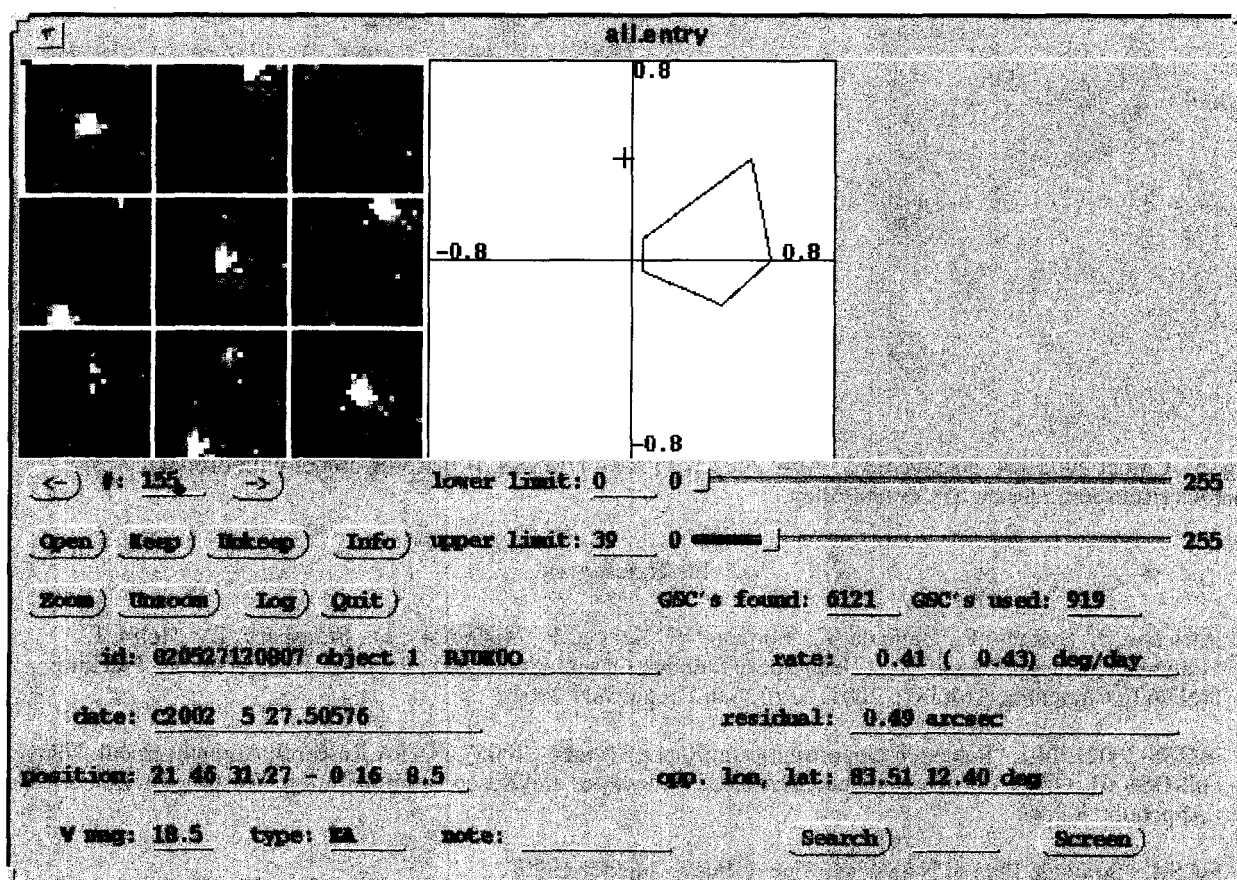 all.entry
0.8
-0.8 0.8
-0.8
<- #: 155 -> lower limit: 0 0 255
Open Keep Unkeep Info upper limit: 39 0 255
Zoom Unzoom Log Quit GSC's found: 6121 GSC's used: 919
id: 020527120807 object 1 rate: 0.41 ( 0.43) deg/day
date: c2002 5 27.50576 residual: 0.49 arcsec
position: 21 46 31.27 - 0 16 8.5 opp. lon, lat: 83.51 12.40 deg
V mag: 18.5 type: note: Search Screen